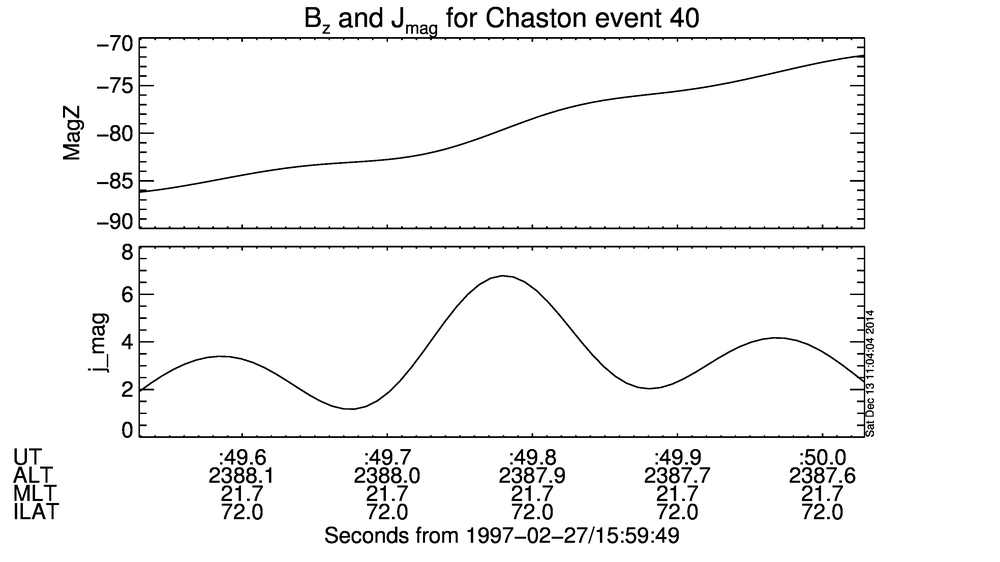 Bz and Jmag for Chaston event 40
−70
−75
−80
−85
−90
MagZ
8
6
4
2
0
j_mag
Sat Dec 13 11:04:04 2014
UT :49.6 :49.7 :49.8 :49.9 :50.0
ALT 2388.1 2388.0 2387.9 2387.7 2387.6
MLT 21.7 21.7 21.7 21.7 21.7
ILAT 72.0 72.0 72.0 72.0 72.0
Seconds from 1997−02−27/15:59:49